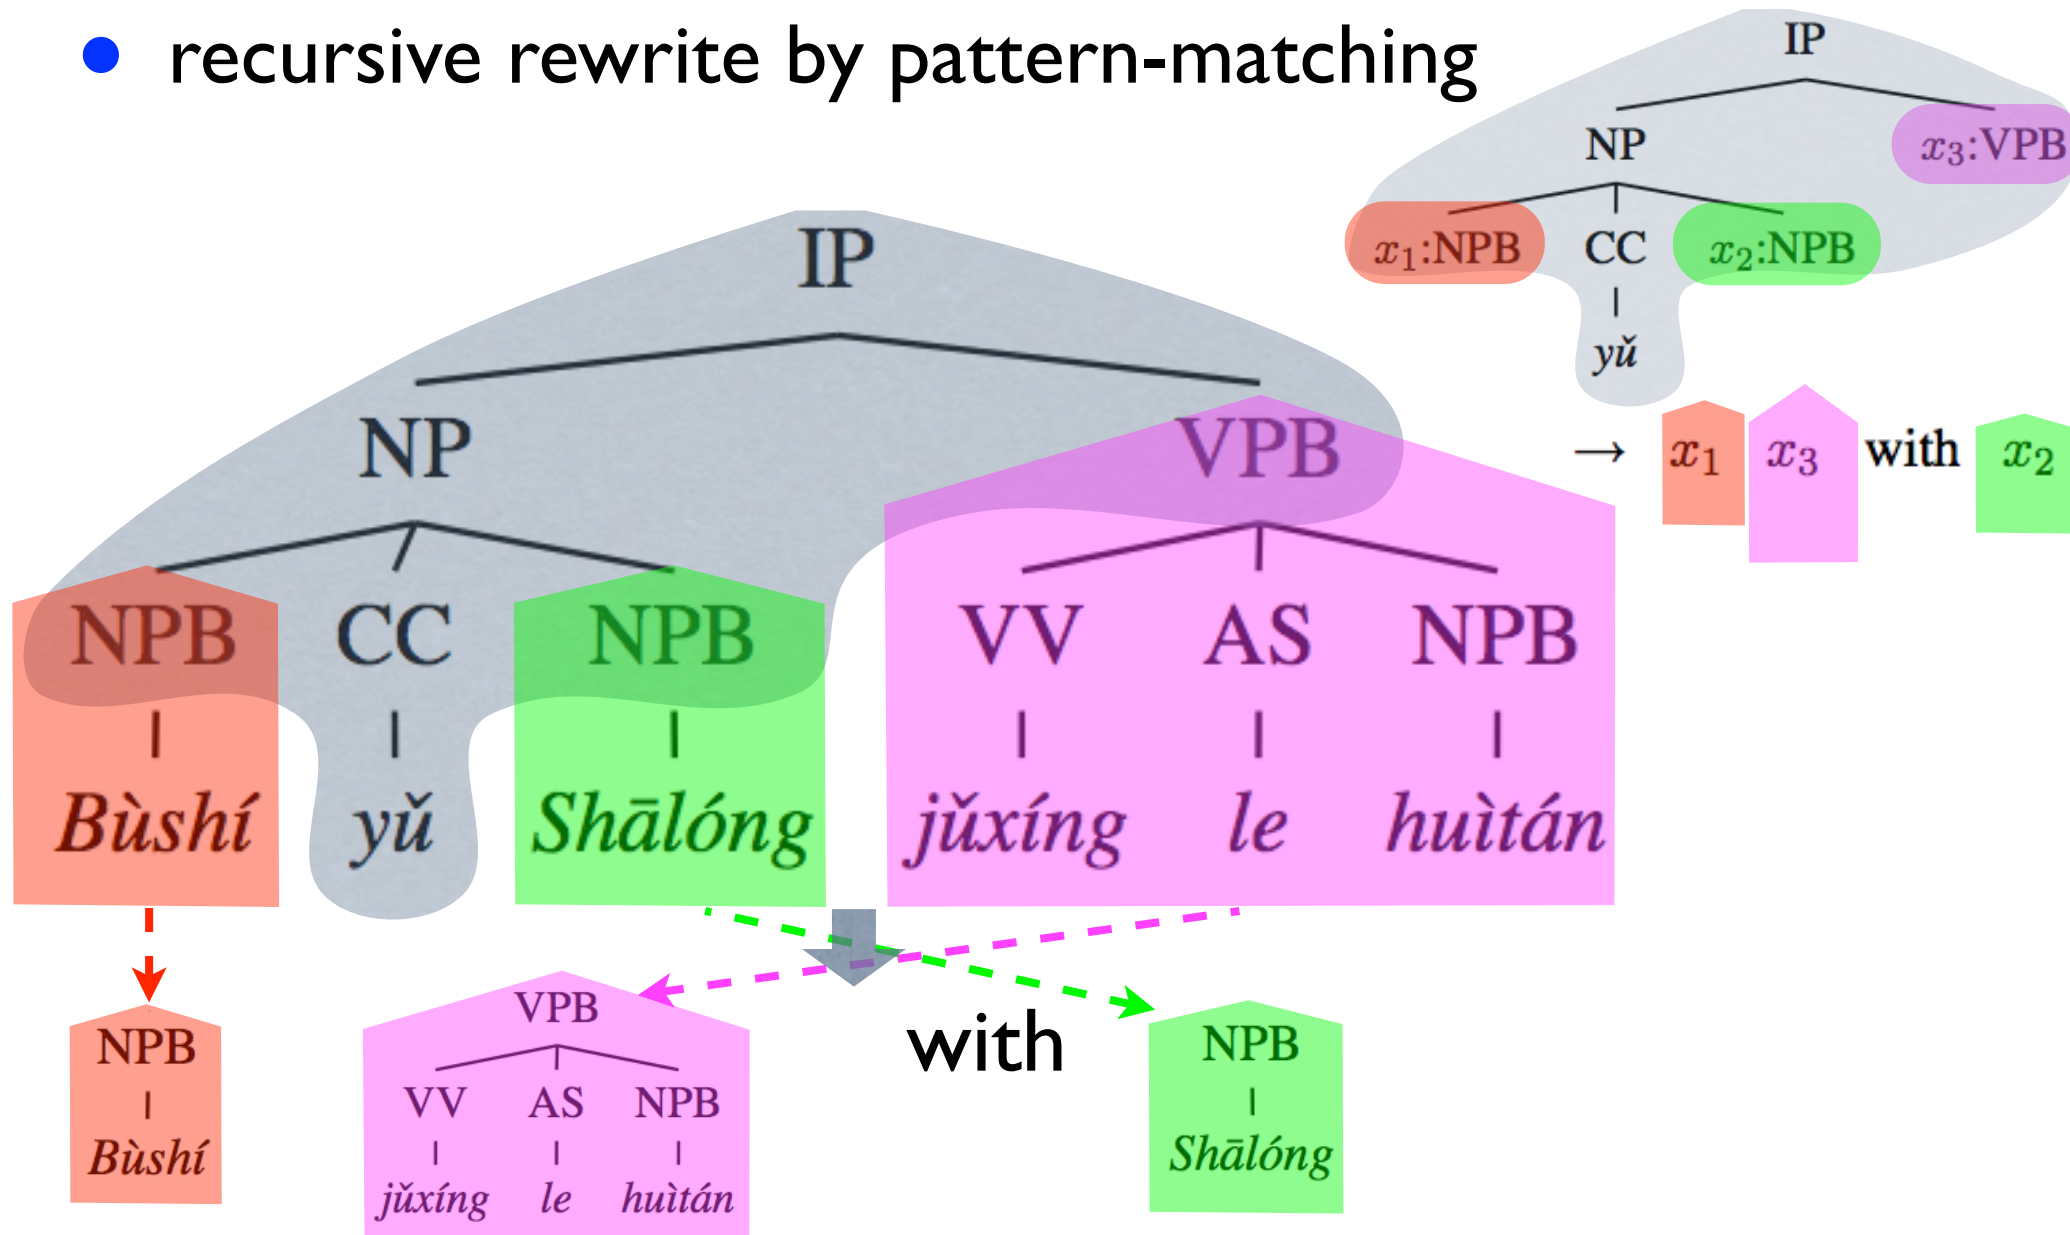 • recursive rewrite by pattern-matching
IP
NP x₃:VPB
x₁:NPB CC x₂:NPB
yǔ
→ x₁ x₃ with x₂
IP
NP VPB
NPB CC NPB VV AS NPB
Bùshí yǔ Shālóng jǔxíng le huìtán
with
NPB
Bùshí
VPB
VV AS NPB
jǔxíng le huìtán
NPB
Shālóng